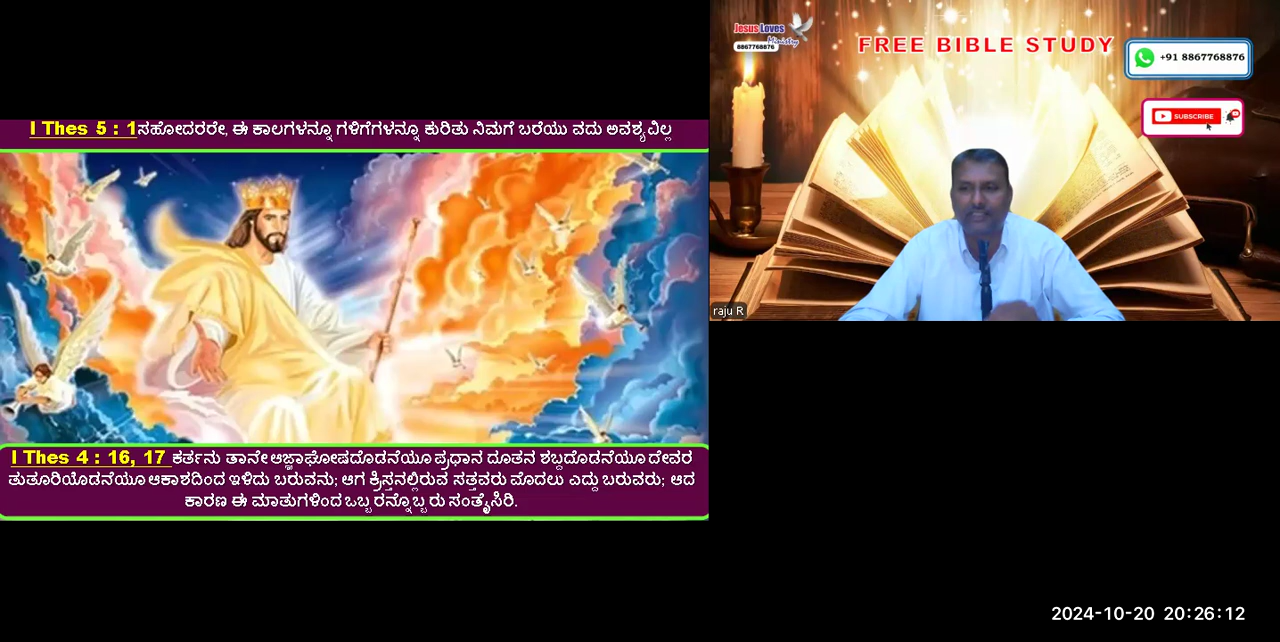 I Thes 5 : 1ಸಹೋದರರೇ, ಈ ಕಾಲಗಳನ್ನೂ ಗಳಿಗೆಗಳನ್ನೂ ಕುರಿತು ನಿಮಗೆ ಬರೆಯು ವದು ಅವಶ್ಯವಿಲ್ಲ
I Thes 4 : 16, 17 ಕರ್ತನು ತಾನೇ ಆಜ್ಞಾಘೋಷದೊಡನೆಯೂ ಪ್ರಧಾನ ದೂತನ ಶಬ್ದದೊಡನೆಯೂ ದೇವರ
ತುತೂರಿಯೊಡನೆಯೂ ಆಕಾಶದಿಂದ ಇಳಿದು ಬರುವನು; ಆಗ ಕ್ರಿಸ್ತನಲ್ಲಿರುವ ಸತ್ತವರು ಮೊದಲು ಎದ್ದು ಬರುವರು; ಆದ
ಕಾರಣ ಈ ಮಾತುಗಳಿಂದ ಒಬ್ಬರನ್ನೊಬ್ಬರು ಸಂತೈಸಿರಿ.
Jesus Loves
Ministry
8867768876
FREE BIBLE STUDY
+91 8867768876
SUBSCRIBE
raju R
2024-10-20 20:26:12